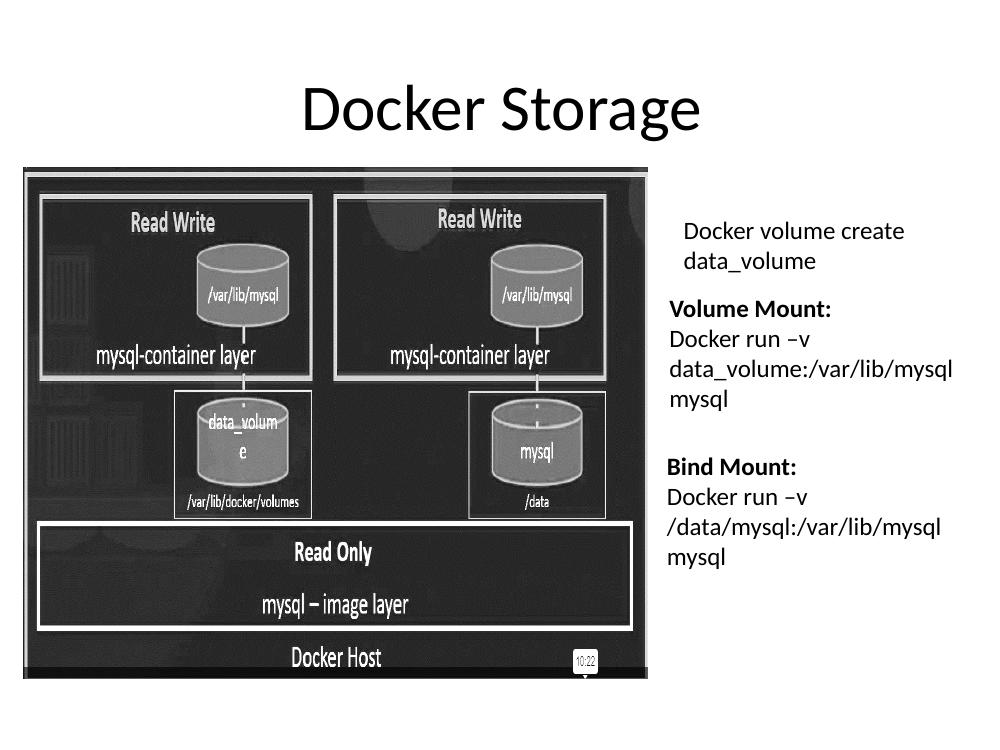 Docker Storage
Read Write
/var/lib/mysql
mysql-container layer
data_volum
e
/var/lib/docker/volumes
Read Write
/var/lib/mysql
mysql-container layer
mysql
/data
Read Only
mysql – image layer
Docker Host
10:22
Docker volume create
data_volume
Volume Mount:
Docker run –v
data_volume:/var/lib/mysql
mysql
Bind Mount:
Docker run –v
/data/mysql:/var/lib/mysql
mysql